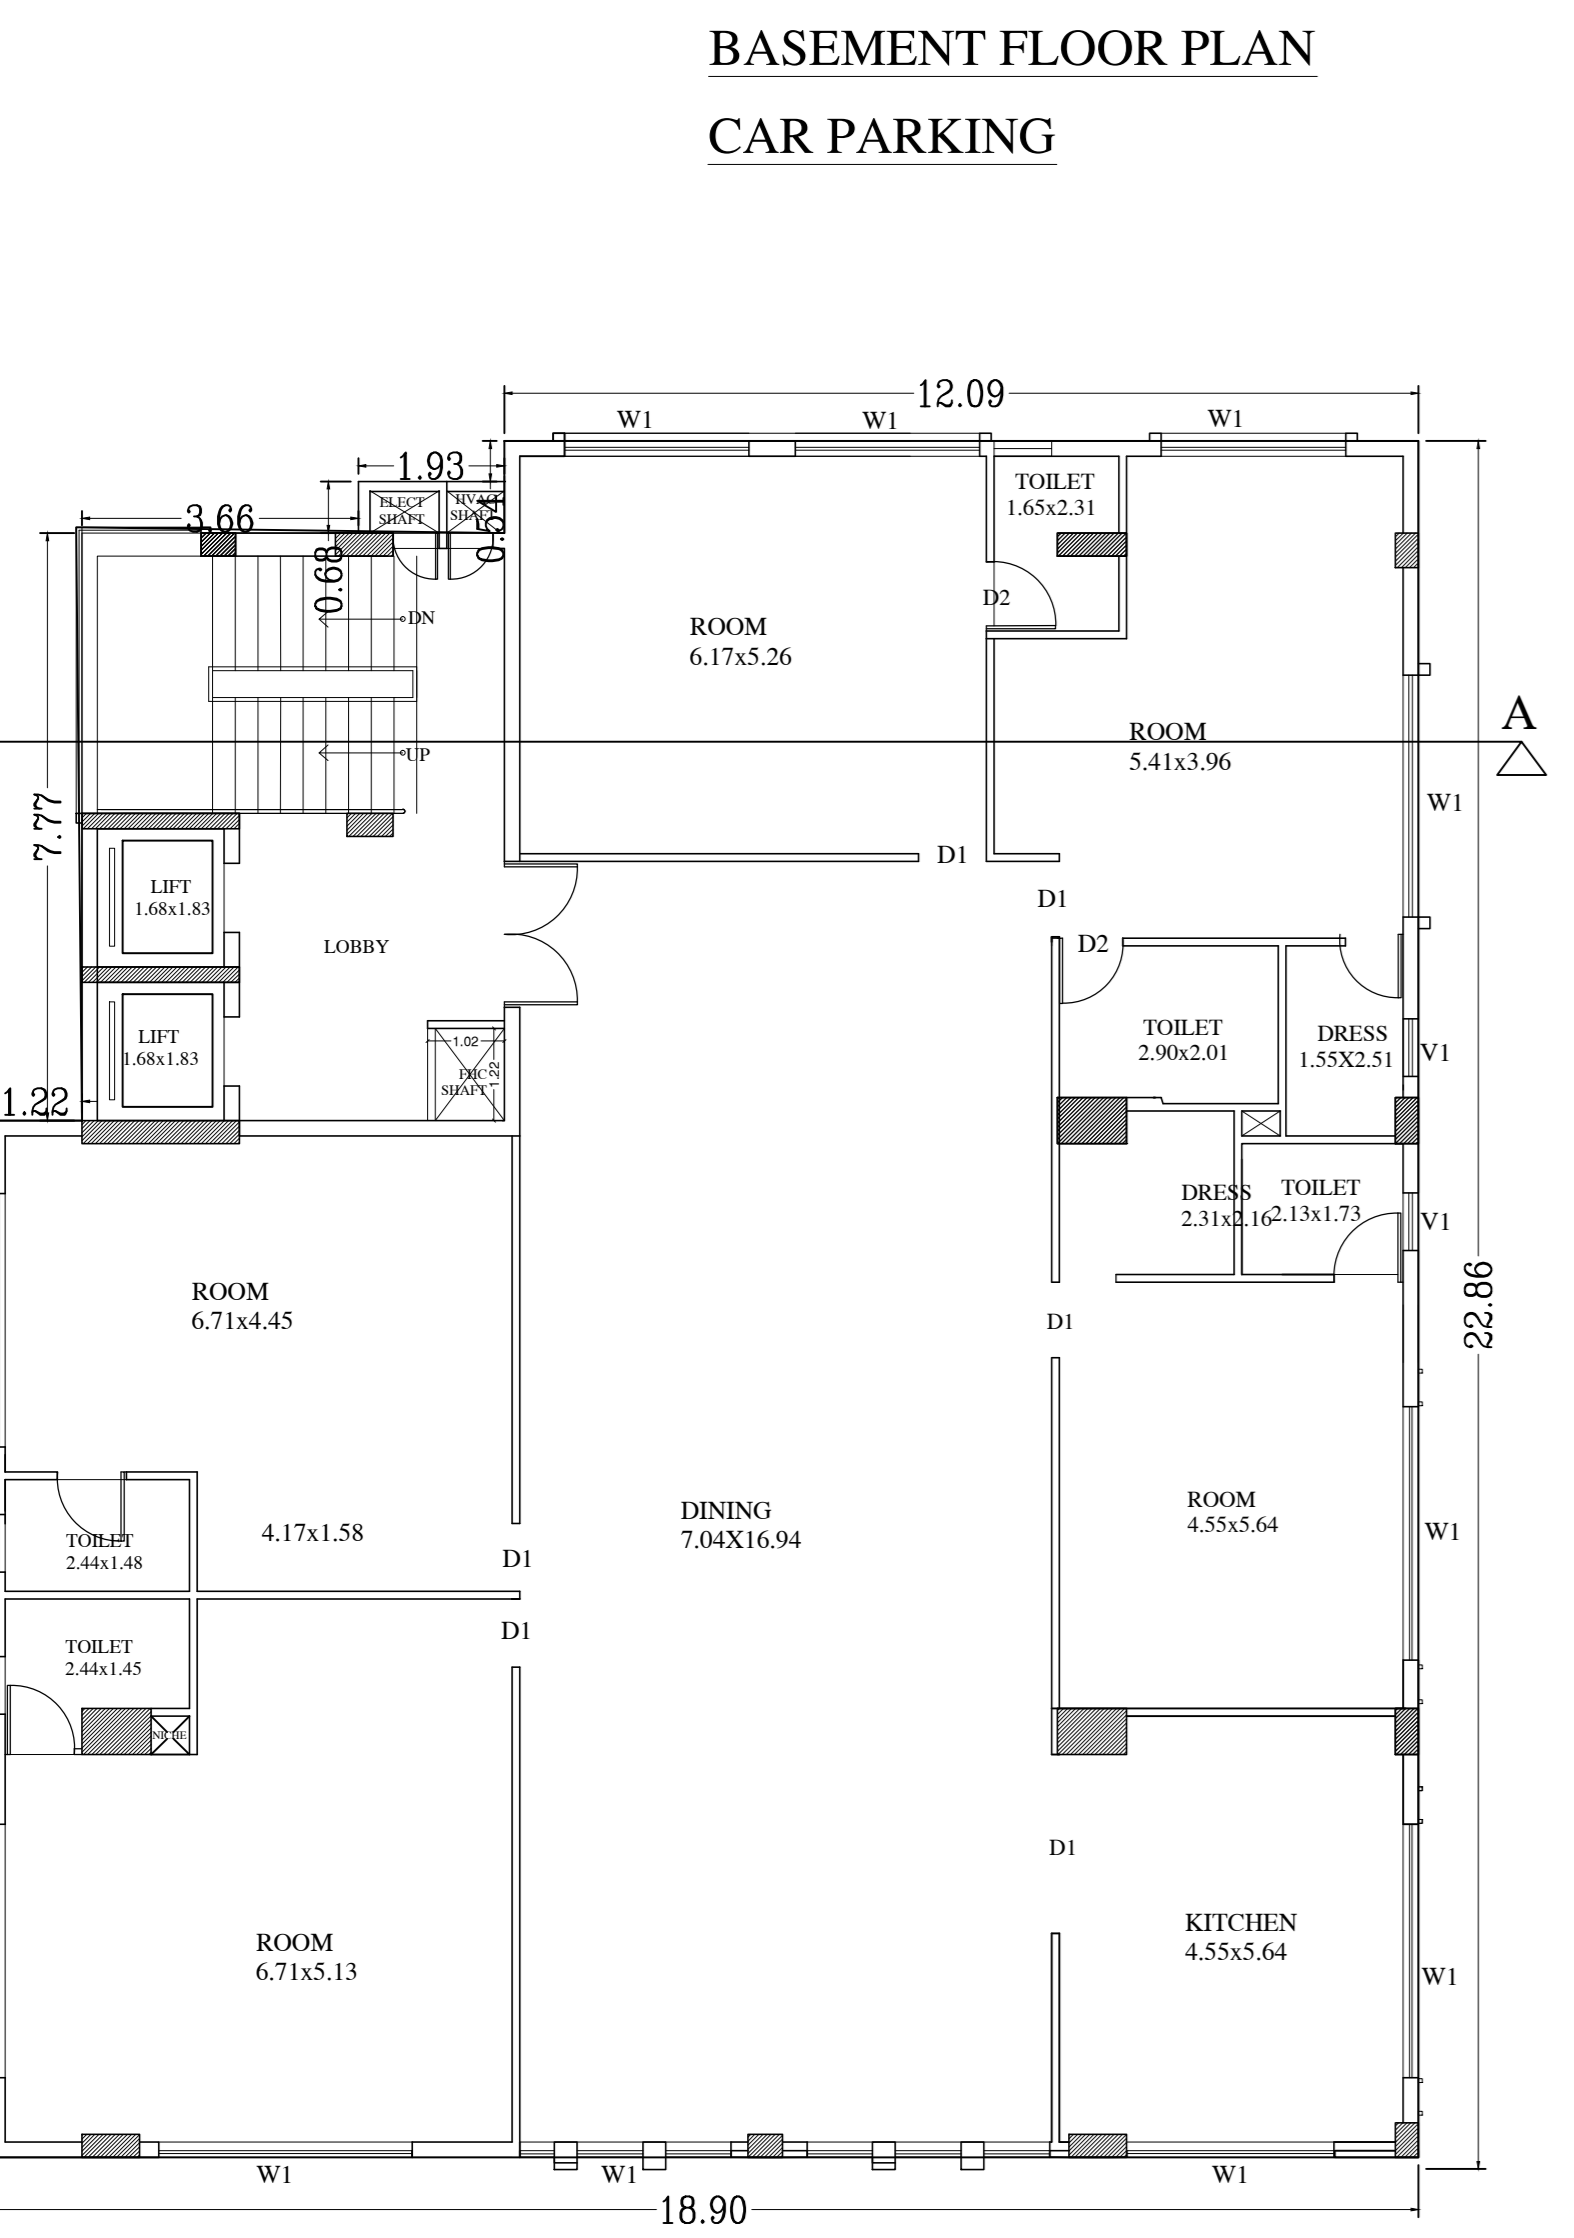 BASEMENT FLOOR PLAN
CAR PARKING
12.09
W1
W1
W1
1.93
3.66
ELECT
SHAFT
HVAC
SHAFT
0.54
0.68
TOILET
1.65x2.31
D2
DN
ROOM
6.17x5.26
A
ROOM
5.41x3.96
UP
7.77
W1
D1
LIFT
1.68x1.83
D1
LOBBY
D2
LIFT
1.68x1.83
1.02
1.22
FHC
SHAFT
TOILET
2.90x2.01
DRESS
1.55X2.51
V1
1.22
DRESS
2.31x2.16
TOILET
2.13x1.73
V1
22.86
ROOM
6.71x4.45
D1
DINING
7.04X16.94
ROOM
4.55x5.64
W1
4.17x1.58
TOILET
2.44x1.48
D1
D1
TOILET
2.44x1.45
NICHE
D1
KITCHEN
4.55x5.64
ROOM
6.71x5.13
W1
W1
W1
W1
18.90